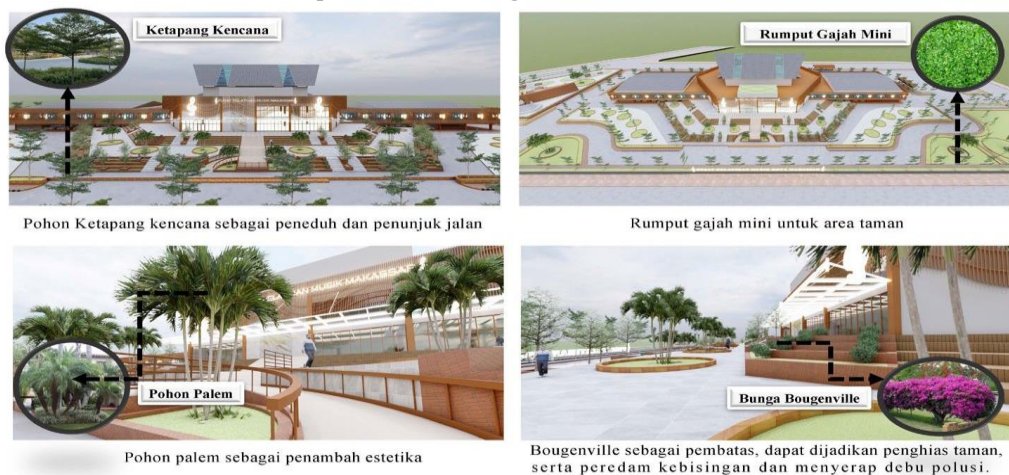 Ketapang Kencana
Rumput Gajah Mini
Pohon Ketapang kencana sebagai peneduh dan penunjuk jalan
Rumput gajah mini untuk area taman
MUSIK MAKASSAR
Pohon Palem
Bunga Bougenville
Pohon palem sebagai penambah estetika
Bougenville sebagai pembatas, dapat dijadikan penghias taman,
serta peredam kebisingan dan menyerap debu polusi.